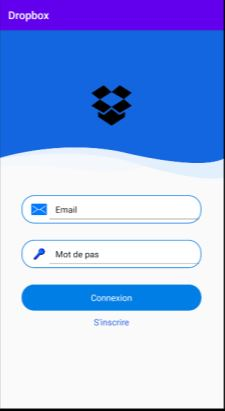 Dropbox
Email
Mot de pas
Connexion
S'inscrire